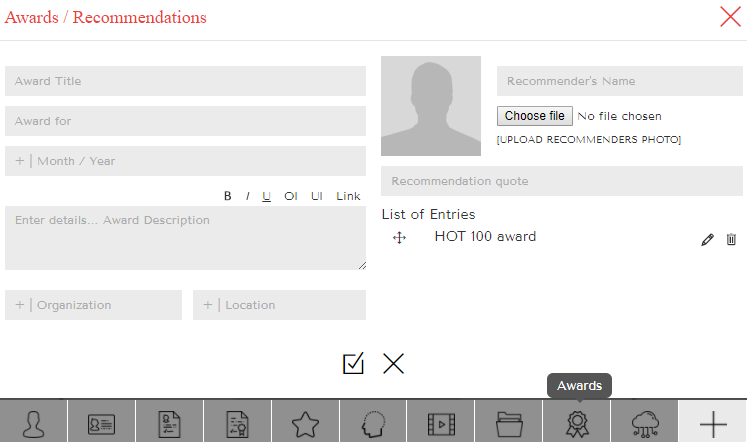 Awards / Recommendations
Award Title
Award for
+ | Month / Year
B I U Ol Ul Link
Enter details... Award Description
+ | Organization
+ | Location
Recommender's Name
Choose file No file chosen
[UPLOAD RECOMMENDERS PHOTO]
Recommendation quote
List of Entries
HOT 100 award
Awards